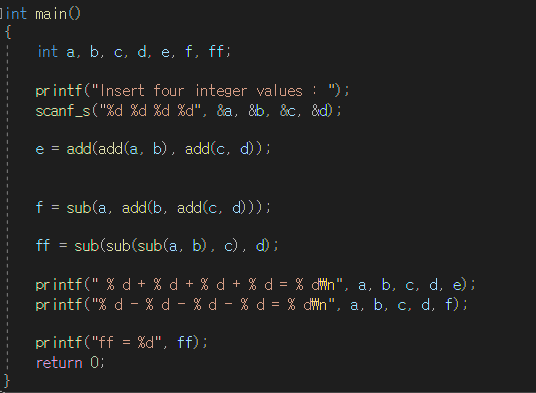 int main()
{
int a, b, c, d, e, f, ff;
printf("Insert four integer values : ");
scanf_s("%d %d %d %d", &a, &b, &c, &d);
e = add(add(a, b), add(c, d));
f = sub(a, add(b, add(c, d)));
ff = sub(sub(sub(a, b), c), d);
printf(" % d + % d + % d + % d = % d₩n", a, b, c, d, e);
printf("% d - % d - % d - % d = % d₩n", a, b, c, d, f);
printf("ff = %d", ff);
return 0;
}